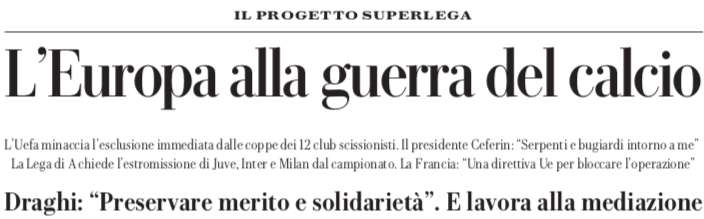 IL PROGETTO SUPERLEGA
L’Europa alla guerra del calcio
L’Uefa minaccia l’esclusione immediata dalle coppe dei 12 club scissionisti. Il presidente Ceferin: “Serpenti e bugiardi intorno a me”
La Lega di A chiede l’estromissione di Juve, Inter e Milan dal campionato. La Francia: “Una direttiva Ue per bloccare l’operazione”
Draghi: “Preservare merito e solidarietà”. E lavora alla mediazione